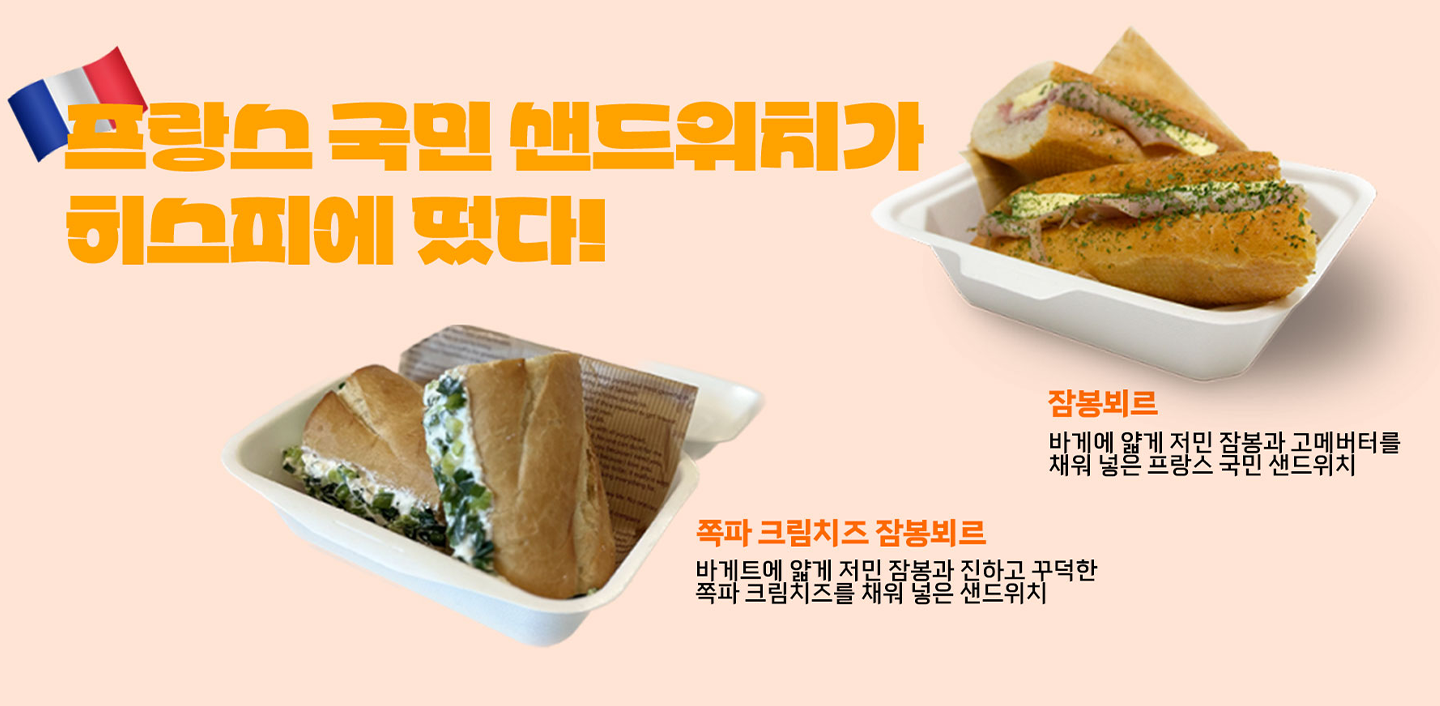 프랑스 국민 샌드위치가
히스피에 떴다!
잠봉뵈르
바게에 얇게 저민 잠봉과 고메버터를
채워 넣은 프랑스 국민 샌드위치
쪽파 크림치즈 잠봉뵈르
바게트에 얇게 저민 잠봉과 진하고 꾸덕한
쪽파 크림치즈를 채워 넣은 샌드위치